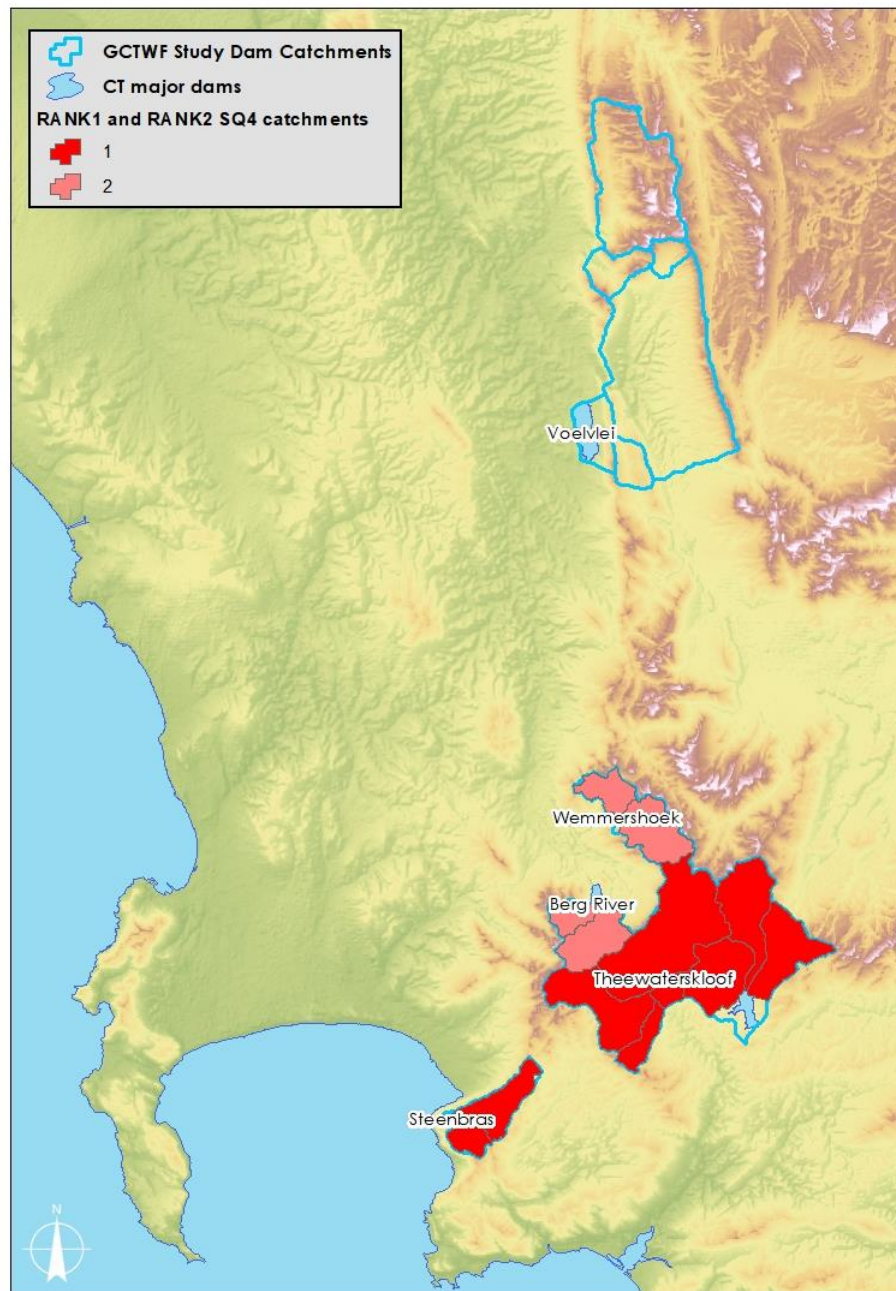 GCTWF Study Dam Catchments
CT major dams
RANK1 and RANK2 SQ4 catchments
1
2
Voelvlei
Wemmershoek
Berg River
Theewaterskloof
Steenbras
N